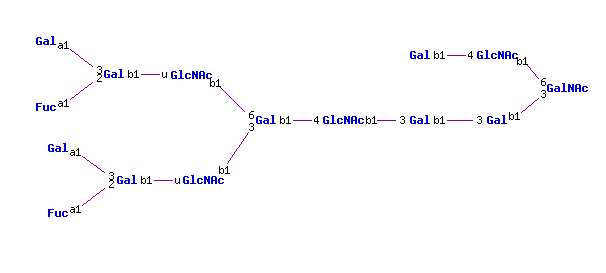 Gal a1
Gal b1 4 GlcNAc b1
3 2 Gal b1 u GlcNAc b1
6 3 GalNAc
Fuc a1
6 3 Gal b1 4 GlcNAc b1 3 Gal b1 3 Gal b1
Gal a1
b1
3 2 Gal b1 u GlcNAc
Fuc a1